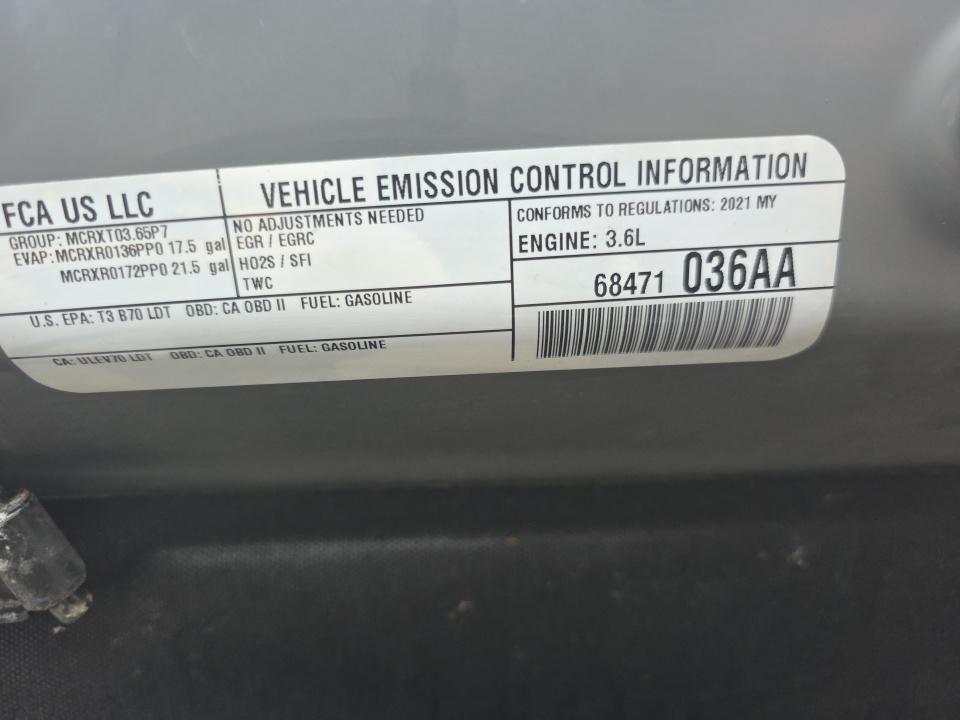 FCA US LLC
VEHICLE EMISSION CONTROL INFORMATION
GROUP: MCRXT03.65P7
EVAP: MCRXR0136PP0 17.5 gal
MCRXR0172PP0 21.5 gal
NO ADJUSTMENTS NEEDED
EGR / EGRC
HO2S / SFI
TWC
CONFORMS TO REGULATIONS: 2021 MY
ENGINE: 3.6L
68471 036AA
U.S. EPA: T3 B70 LDT OBD: CA OBD II FUEL: GASOLINE
CA: ULEV70 LDT OBD: CA OBD II FUEL: GASOLINE